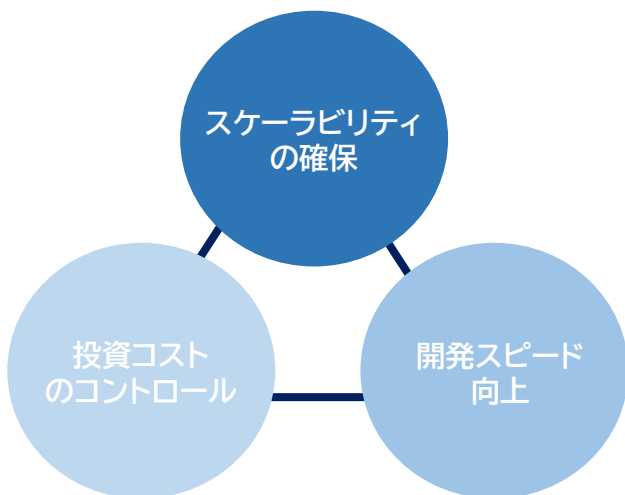 スケーラビリティ
の確保
投資コスト
のコントロール
開発スピード
向上